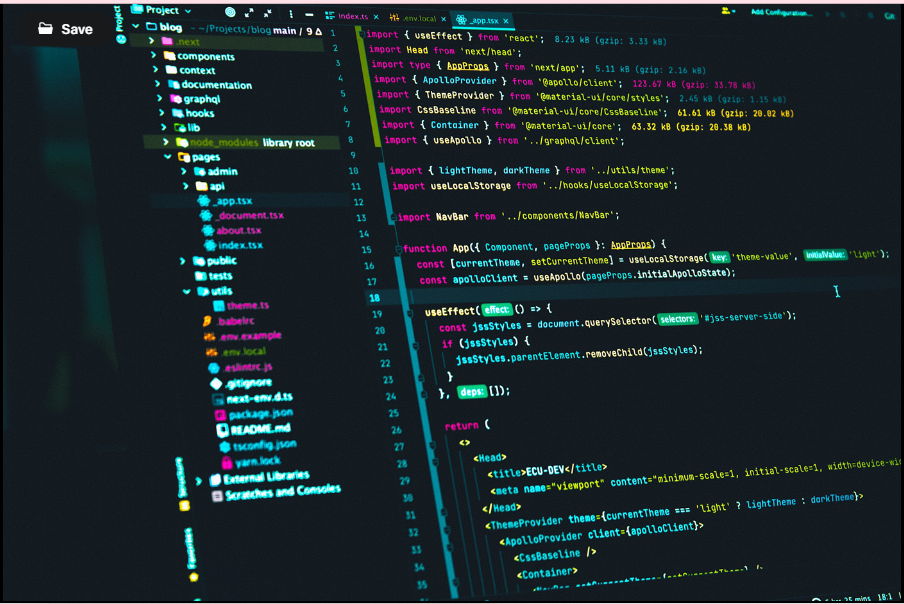 Save
Project
index.ts × .env.local × _app.tsx ×
Add Configuration...
Git
Project
blog ~/Projects/blog main / 9 Δ
.next
components
context
documentation
graphql
hooks
lib
node_modules library root
pages
admin
api
_app.tsx
_document.tsx
about.tsx
index.tsx
public
tests
utils
theme.ts
.babelrc
.env.example
.env.local
.eslintrc.js
.gitignore
next-env.d.ts
package.json
README.md
tsconfig.json
yarn.lock
External Libraries
Scratches and Consoles
Structure
Favorites
1 import { useEffect } from 'react'; 8.23 kB (gzip: 3.33 kB)
2 import Head from 'next/head';
3 import type { AppProps } from 'next/app'; 5.11 kB (gzip: 2.16 kB)
4 import { ApolloProvider } from '@apollo/client'; 123.67 kB (gzip: 33.78 kB)
5 import { ThemeProvider } from '@material-ui/core/styles'; 2.45 kB (gzip: 1.15 kB)
6 import CssBaseline from '@material-ui/core/CssBaseline'; 61.61 kB (gzip: 20.02 kB)
7 import { Container } from '@material-ui/core'; 63.32 kB (gzip: 20.38 kB)
8 import { useApollo } from '../graphql/client';
9
10 import { lightTheme, darkTheme } from '../utils/theme';
11 import useLocalStorage from '../hooks/useLocalStorage';
12
13 import NavBar from '../components/NavBar';
14
15 function App({ Component, pageProps }: AppProps) {
16 const [currentTheme, setCurrentTheme] = useLocalStorage( key: 'theme-value', initialValue: 'light');
17 const apolloClient = useApollo(pageProps.initialApolloState);
18
19 useEffect( effect: () => {
20 const jssStyles = document.querySelector( selectors: '#jss-server-side');
21 if (jssStyles) {
22 jssStyles.parentElement.removeChild(jssStyles);
23 }
24 }, deps: []);
25
26 return (
27 <>
28 <Head>
29 <title>ECU-DEV</title>
30 <meta name="viewport" content="minimum-scale=1, initial-scale=1, width=device-wi
31 </Head>
32 <ThemeProvider theme={currentTheme === 'light' ? lightTheme : darkTheme}>
33 <ApolloProvider client={apolloClient}>
34 <CssBaseline />
35 <Container>
mins 18:1